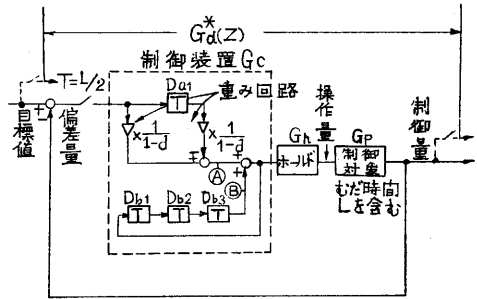 G*d(Z)
制御装置Gc
T=L/2
Da1
重み回路
T
操作量
制御量
目標値
偏差量
×1/(1-d)
×1/(1-d)
Gh
GP
ホールド
制御対象
A
B
むだ時間
Lを含む
Db1
Db2
Db3
T
T
T